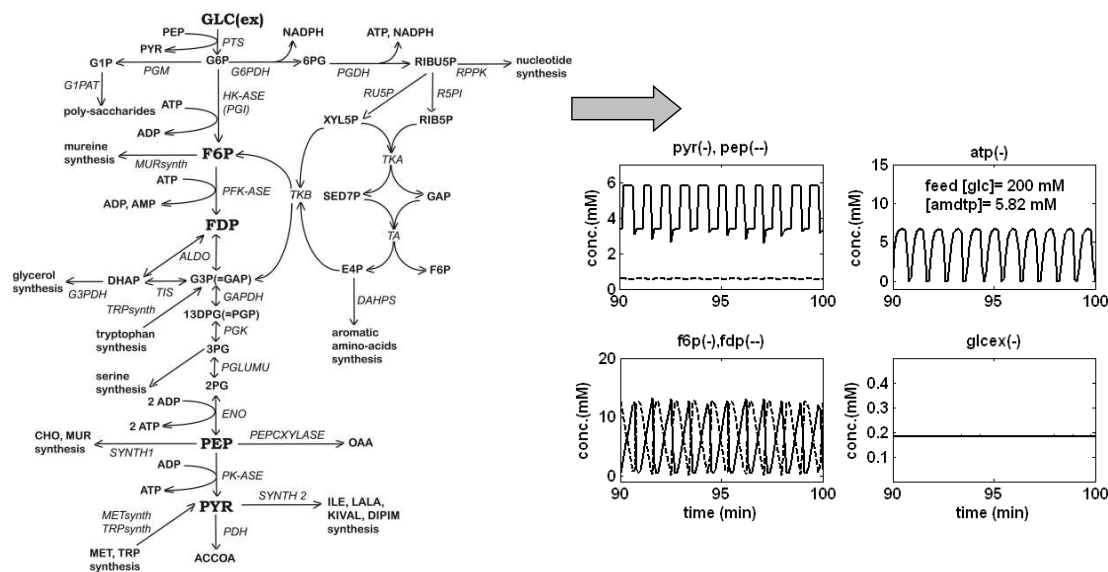 GLC(ex)
PEP
PTS
PYR
NADPH
ATP, NADPH
G1P
PGM
G6P
G6PDH
6PG
PGDH
RIBU5P
RPPK
nucleotide
synthesis
G1PAT
HK-ASE
(PGI)
RU5P
R5PI
poly-saccharides
ATP
ADP
XYL5P
RIB5P
mureine
synthesis
MURsynth
F6P
TKA
ATP
PFK-ASE
ADP, AMP
TKB
SED7P
GAP
FDP
TA
ALDO
glycerol
synthesis
G3PDH
DHAP
TIS
G3P(=GAP)
E4P
F6P
GAPDH
TRPsynth
13DPG(=PGP)
DAHPS
tryptophan
synthesis
PGK
aromatic
amino-acids
synthesis
3PG
PGLUMU
serine
synthesis
2PG
2 ADP
ENO
2 ATP
CHO, MUR
synthesis
SYNTH1
PEP
PEPCXYLASE
OAA
ADP
PK-ASE
ATP
PYR
SYNTH 2
ILE, LALA,
KIVAL, DIPIM
synthesis
METsynth
TRPsynth
PDH
MET, TRP
synthesis
ACCOA
pyr(-), pep(--)
conc.(mM)
6
4
2
0
90
95
100
atp(-)
feed [glc]= 200 mM
[amdtp]= 5.82 mM
conc.(mM)
15
10
5
0
90
95
100
f6p(-),fdp(--)
conc.(mM)
20
10
0
90
95
100
time (min)
glcex(-)
conc.(mM)
0.4
0.3
0.2
0.1
90
95
100
time (min)